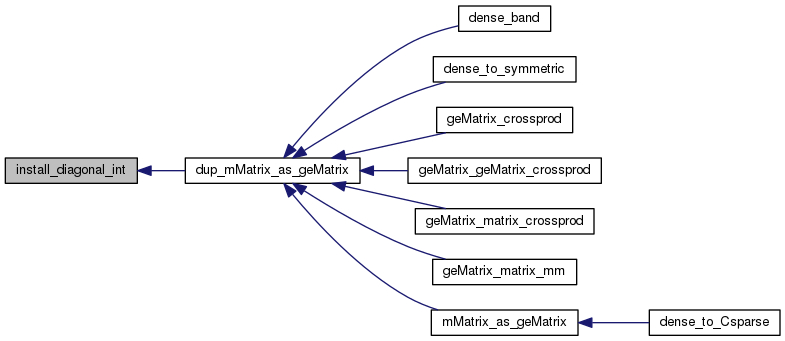 dense_band
dense_to_symmetric
geMatrix_crossprod
install_diagonal_int
dup_mMatrix_as_geMatrix
geMatrix_geMatrix_crossprod
geMatrix_matrix_crossprod
geMatrix_matrix_mm
mMatrix_as_geMatrix
dense_to_Csparse